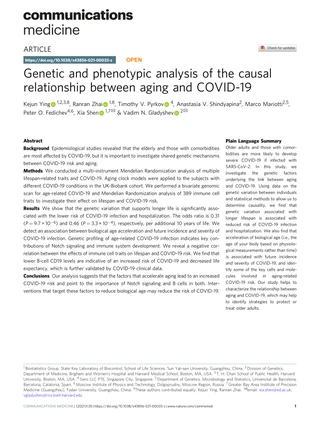 communications
medicine
ARTICLE
Check for updates
https://doi.org/10.1038/s43856-021-00033-z
OPEN
Genetic and phenotypic analysis of the causal
relationship between aging and COVID-19
Kejun Ying, Ranran Zhai, Timothy V. Pyrkov, Anastasia V. Shindyapina, Marco Mariotti,
Peter O. Fedichev, Xia Shen & Vadim N. Gladyshev
Abstract
Background Epidemiological studies revealed that the elderly and those with comorbidities
are most affected by COVID-19, but it is important to investigate shared genetic mechanisms
between COVID-19 risk and aging.
Methods We conducted a multi-instrument Mendelian Randomization analysis of multiple
lifespan-related traits and COVID-19. Aging clock models were applied to the subjects with
different COVID-19 conditions in the UK-Biobank cohort. We performed a bivariate genomic
scan for age-related COVID-19 and Mendelian Randomization analysis of 389 immune cell
traits to investigate their effect on lifespan and COVID-19 risk.
Results We show that the genetic variation that supports longer life is significantly asso-
ciated with the lower risk of COVID-19 infection and hospitalization. The odds ratio is 0.31
and 0.46, respectively, per additional 10 years of life. We
detect an association between biological age acceleration and future incidence and severity of
COVID-19 infection. Genetic profiling of age-related COVID-19 infection indicates key con-
tributions of Notch signaling and immune system development. We reveal a negative cor-
relation between the effects of immune cell traits on lifespan and COVID-19 risk. We find that
lower B-cell CD19 levels are indicative of an increased risk of COVID-19 and decreased life
expectancy, which is further validated by COVID-19 clinical data.
Conclusions Our analysis suggests that the factors that accelerate aging lead to an increased
COVID-19 risk and point to the importance of Notch signaling and B cells in both. Inter-
ventions that target these factors to reduce biological age may reduce the risk of COVID-19.
Plain Language Summary
Older adults and those with comor-
bidities are more likely to develop
severe COVID-19 if infected with
SARS-CoV-2. In this study, we
investigate the genetic factors
underlying the link between aging
and COVID-19. Using data on the
genetic variation between individuals
and statistical methods to allow us to
determine causality, we find that
genetic variation associated with
longer lifespan is associated with
reduced risk of COVID-19 infection
and hospitalization. We also find that
acceleration of biological age (i.e., the
age of your body based on physiolo-
gical measurements rather than time)
is associated with future incidence
and severity of COVID-19, and iden-
tify some of the key cells and mole-
cules involved in aging-related
COVID-19 risk. Our study helps to
characterize the relationship between
aging and COVID-19, which may help
to identify strategies to protect or
treat older adults.
COMMUNICATIONS MEDICINE
1